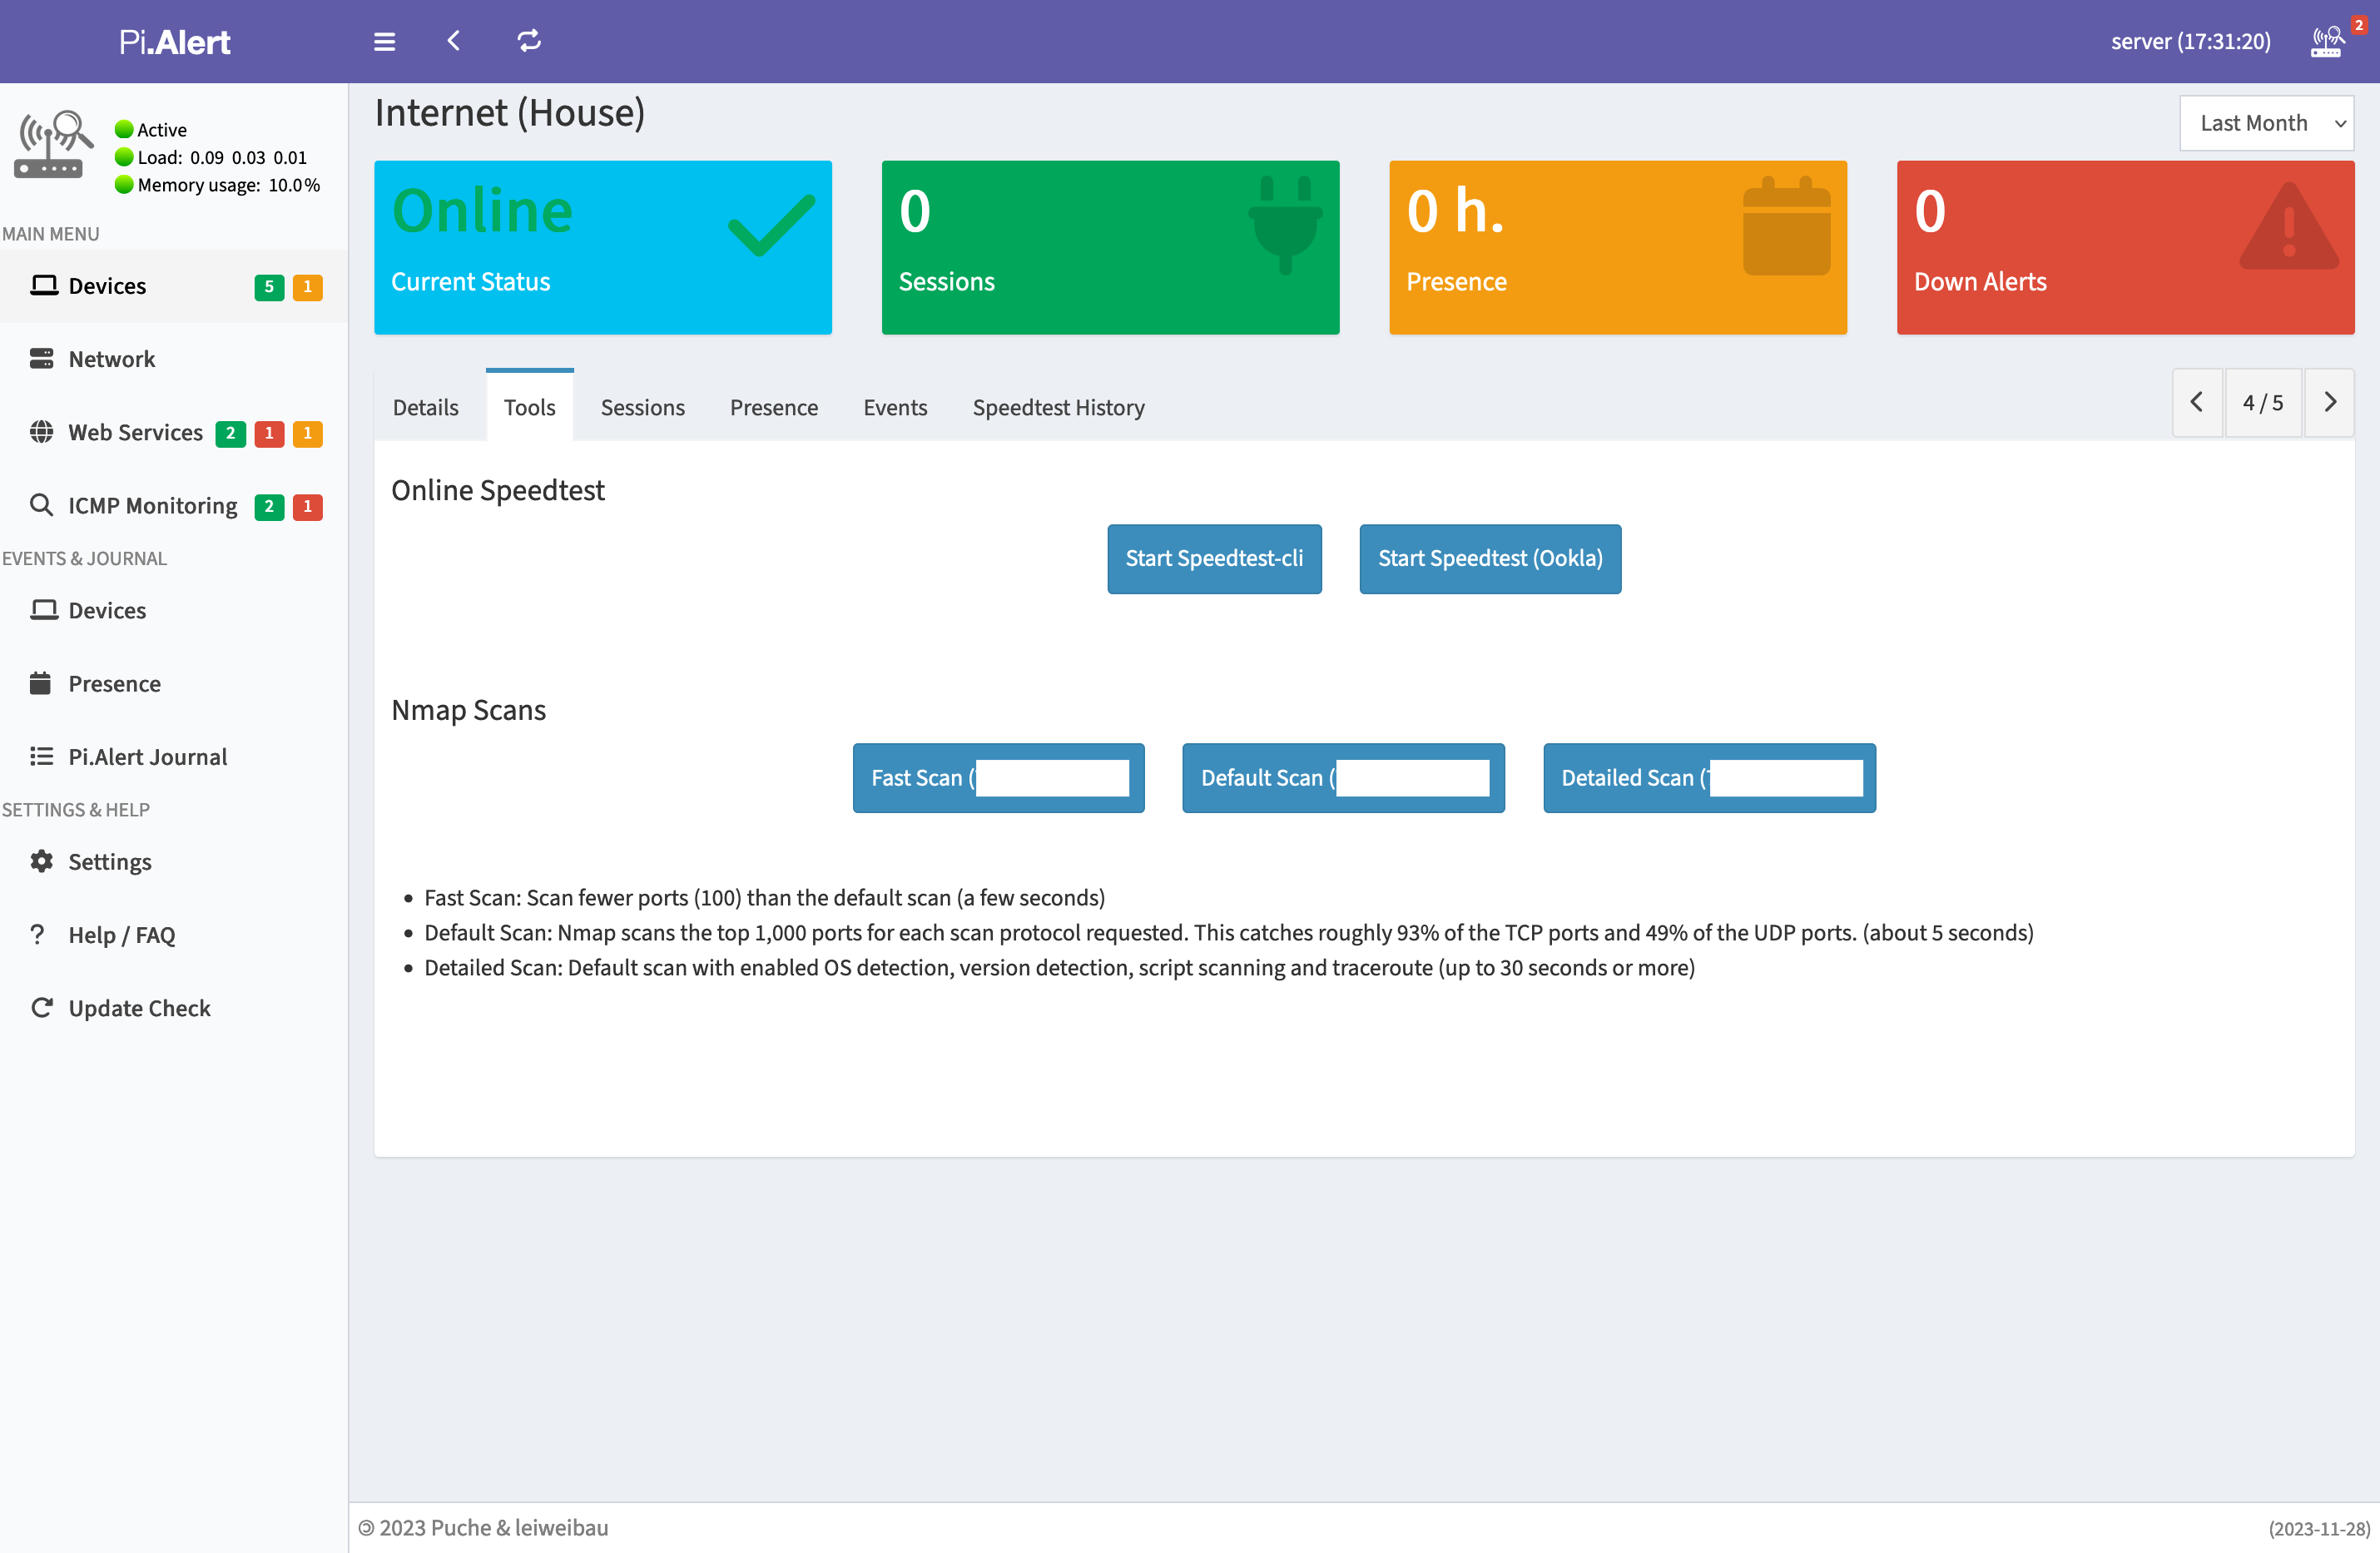 Pi.Alert
server (17:31:20)
2
Active
Load: 0.09 0.03 0.01
Memory usage: 10.0%
MAIN MENU
Devices 5 1
Network
Web Services 2 1 1
ICMP Monitoring 2 1
EVENTS & JOURNAL
Devices
Presence
Pi.Alert Journal
SETTINGS & HELP
Settings
Help / FAQ
Update Check
Internet (House)
Last Month
Online
Current Status
0
Sessions
0 h.
Presence
0
Down Alerts
Details Tools Sessions Presence Events Speedtest History
4 / 5
Online Speedtest
Start Speedtest-cli Start Speedtest (Ookla)
Nmap Scans
Fast Scan ( Default Scan ( Detailed Scan (
• Fast Scan: Scan fewer ports (100) than the default scan (a few seconds)
• Default Scan: Nmap scans the top 1,000 ports for each scan protocol requested. This catches roughly 93% of the TCP ports and 49% of the UDP ports. (about 5 seconds)
• Detailed Scan: Default scan with enabled OS detection, version detection, script scanning and traceroute (up to 30 seconds or more)
🄯 2023 Puche & leiweibau
(2023-11-28)